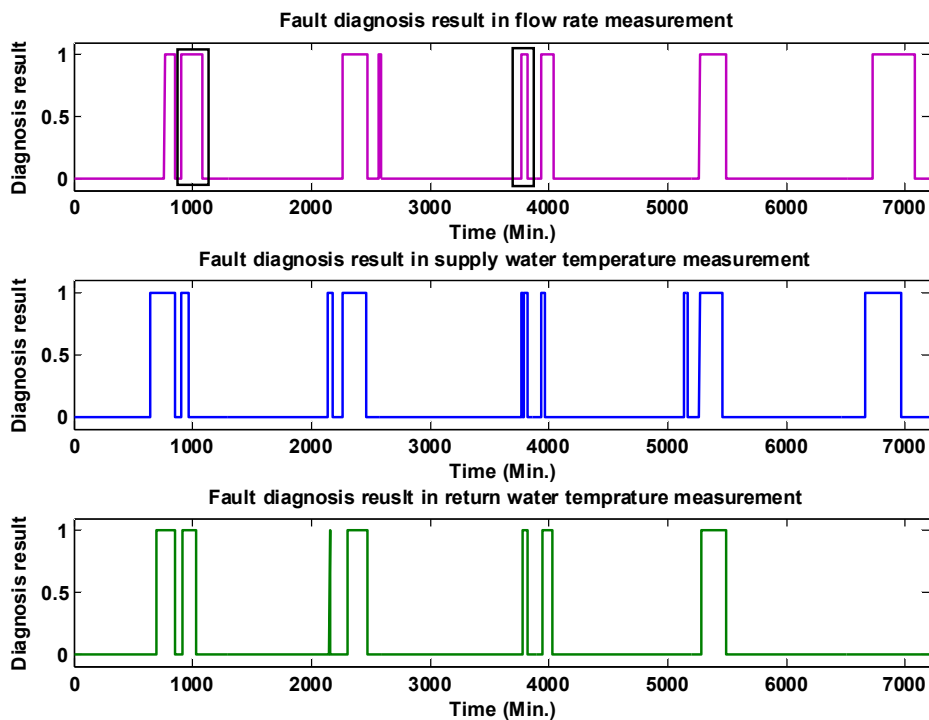 Fault diagnosis result in flow rate measurement
Diagnosis result
1
0.5
0
0 1000 2000 3000 4000 5000 6000 7000
Time (Min.)
Fault diagnosis result in supply water temperature measurement
Diagnosis result
1
0.5
0
0 1000 2000 3000 4000 5000 6000 7000
Time (Min.)
Fault diagnosis reuslt in return water temprature measurement
Diagnosis result
1
0.5
0
0 1000 2000 3000 4000 5000 6000 7000
Time (Min.)